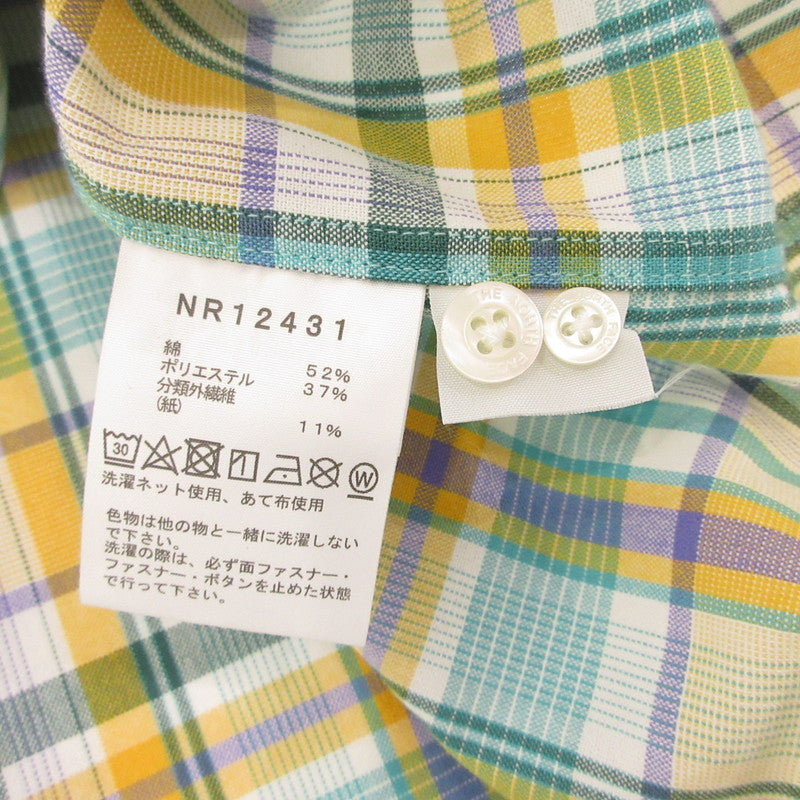 NR12431
綿 52%
ポリエステル 37%
分類外繊維
(紙) 11%
30 W
洗濯ネット使用、あて布使用
色物は他の物と一緒に洗濯しない
で下さい。
洗濯の際は、必ず面ファスナー・
ファスナー・ボタンを止めた状態
で行って下さい。
THE NORTH FACE
THE NORTH FACE